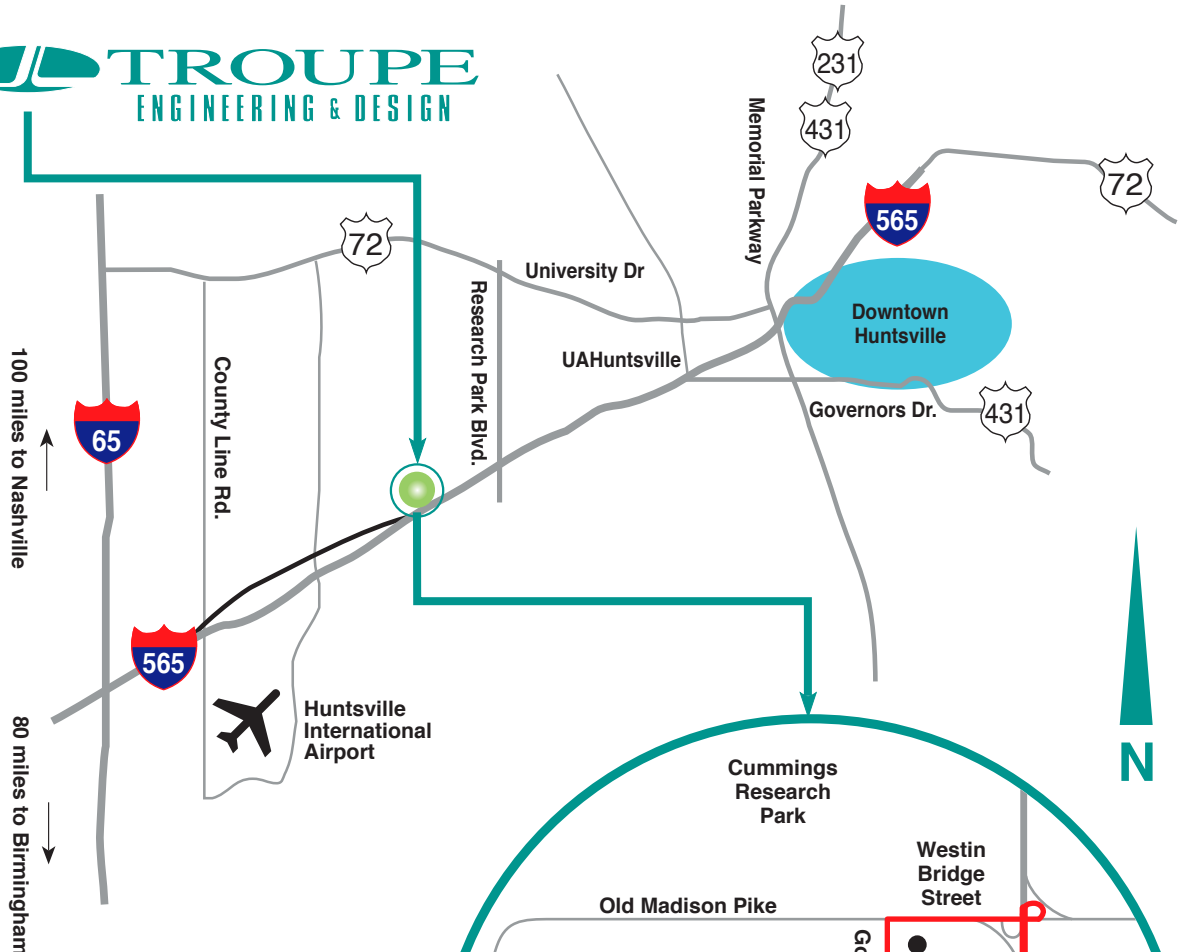 JL TROUPE
ENGINEERING & DESIGN
231
431
Memorial Parkway
72
565
72
University Dr
Research Park Blvd.
Downtown
Huntsville
UAHuntsville
100 miles to Nashville
County Line Rd.
65
Governors Dr.
431
565
Huntsville
International
Airport
80 miles to Birmingham
N
Cummings
Research
Park
Westin
Bridge
Street
Old Madison Pike